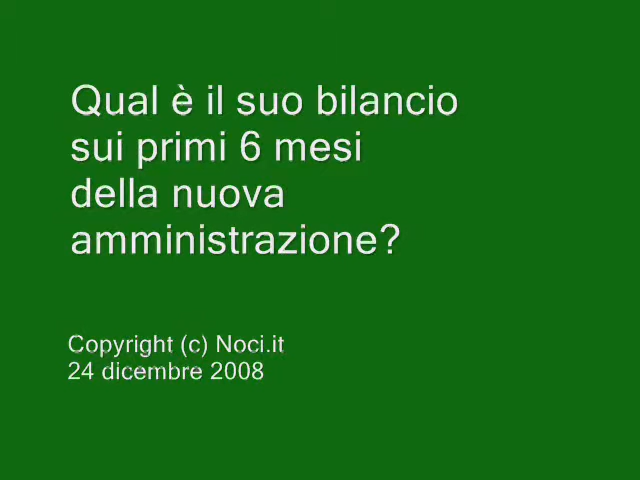 Qual è il suo bilancio
sui primi 6 mesi
della nuova
amministrazione?
Copyright (c) Noci.it
24 dicembre 2008